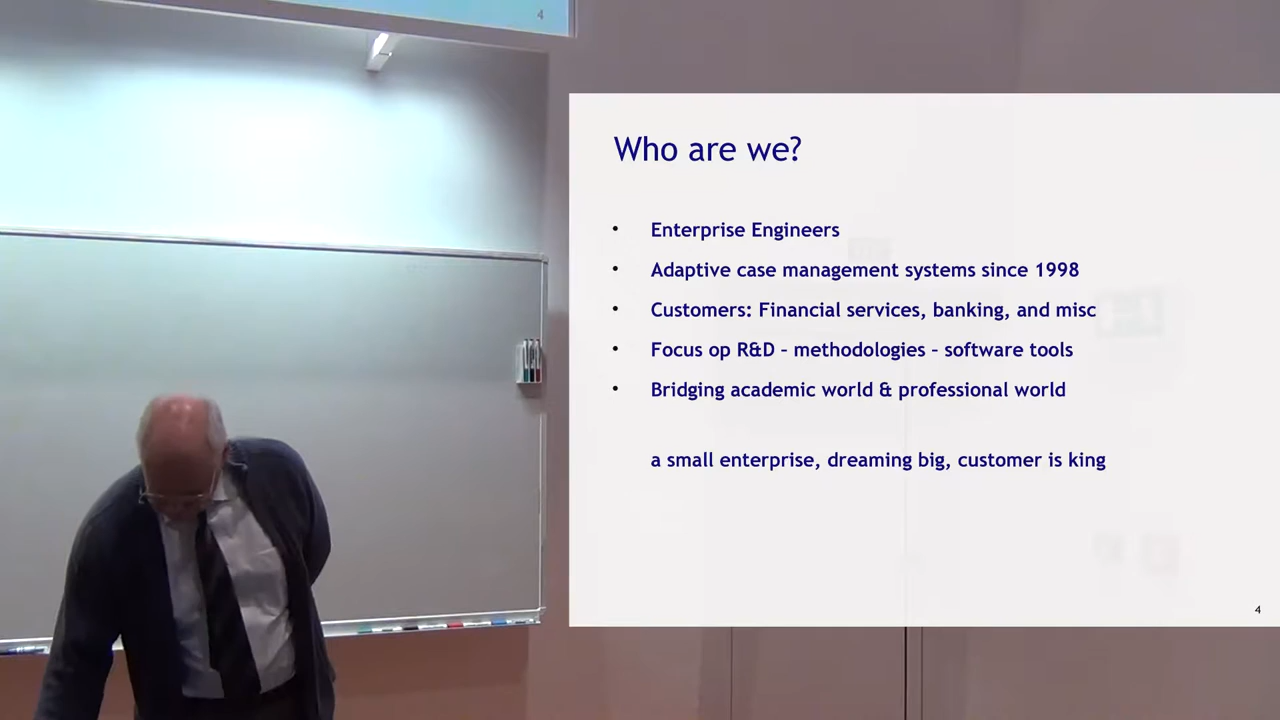 4
Who are we?
• Enterprise Engineers
• Adaptive case management systems since 1998
• Customers: Financial services, banking, and misc
• Focus op R&D – methodologies – software tools
• Bridging academic world & professional world
a small enterprise, dreaming big, customer is king
4